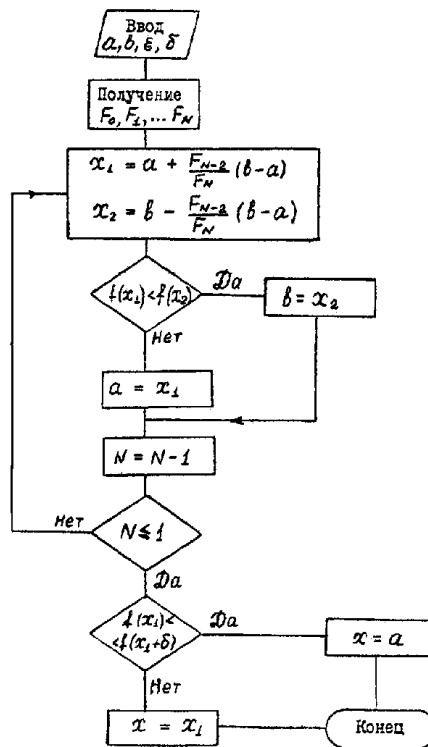 Ввод
a, в, ε, δ
Получение
F₀, F₁, ... F_N
x₁ = a + F_{N-2}/F_N (в-a)
x₂ = в - F_{N-2}/F_N (в-a)
f(x₁)<f(x₂)
Да
в = x₂
Нет
a = x₁
N = N-1
Нет
N ≤ 1
Да
f(x₁)<
<f(x₁+δ)
Да
x = a
Нет
x = x₁
Конец